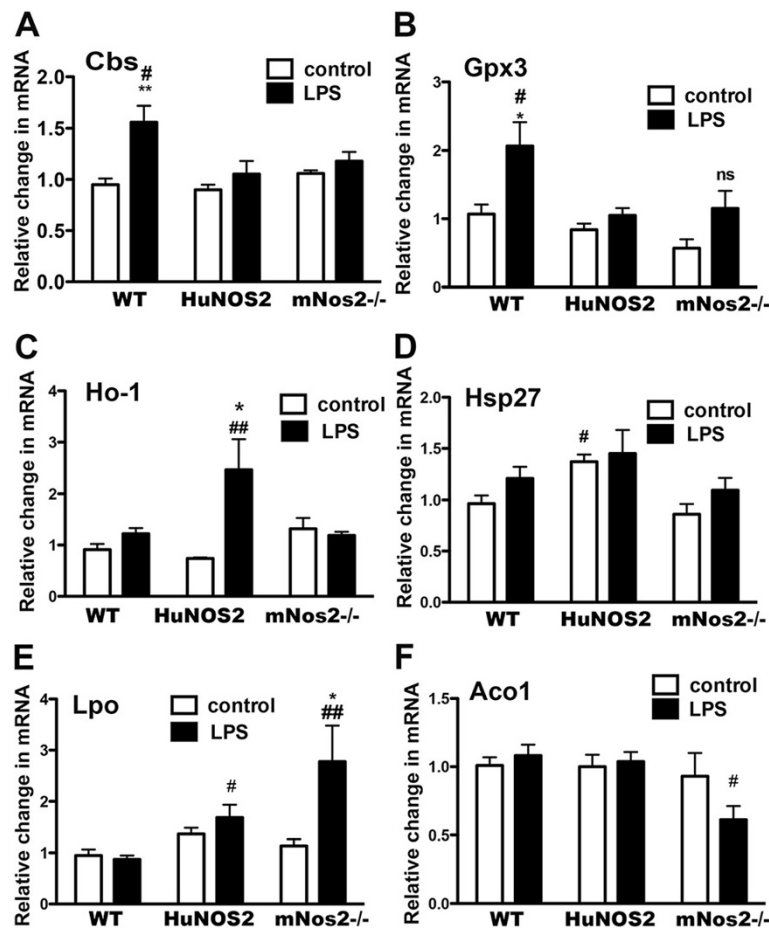 A
Cbs
#
**
control
LPS
Relative change in mRNA
2.0
1.5
1.0
0.5
0.0
WT HuNOS2 mNos2-/-
B
Gpx3
#
*
ns
control
LPS
Relative change in mRNA
3
2
1
0
WT HuNOS2 mNos2-/-
C
Ho-1
*
##
control
LPS
Relative change in mRNA
4
3
2
1
0
WT HuNOS2 mNos2-/-
D
Hsp27
#
control
LPS
Relative change in mRNA
2.0
1.5
1.0
0.5
0.0
WT HuNOS2 mNos2-/-
E
Lpo
#
*
##
control
LPS
Relative change in mRNA
4
3
2
1
0
WT HuNOS2 mNos2-/-
F
Aco1
#
control
LPS
Relative change in mRNA
1.5
1.0
0.5
0.0
WT HuNOS2 mNos2-/-